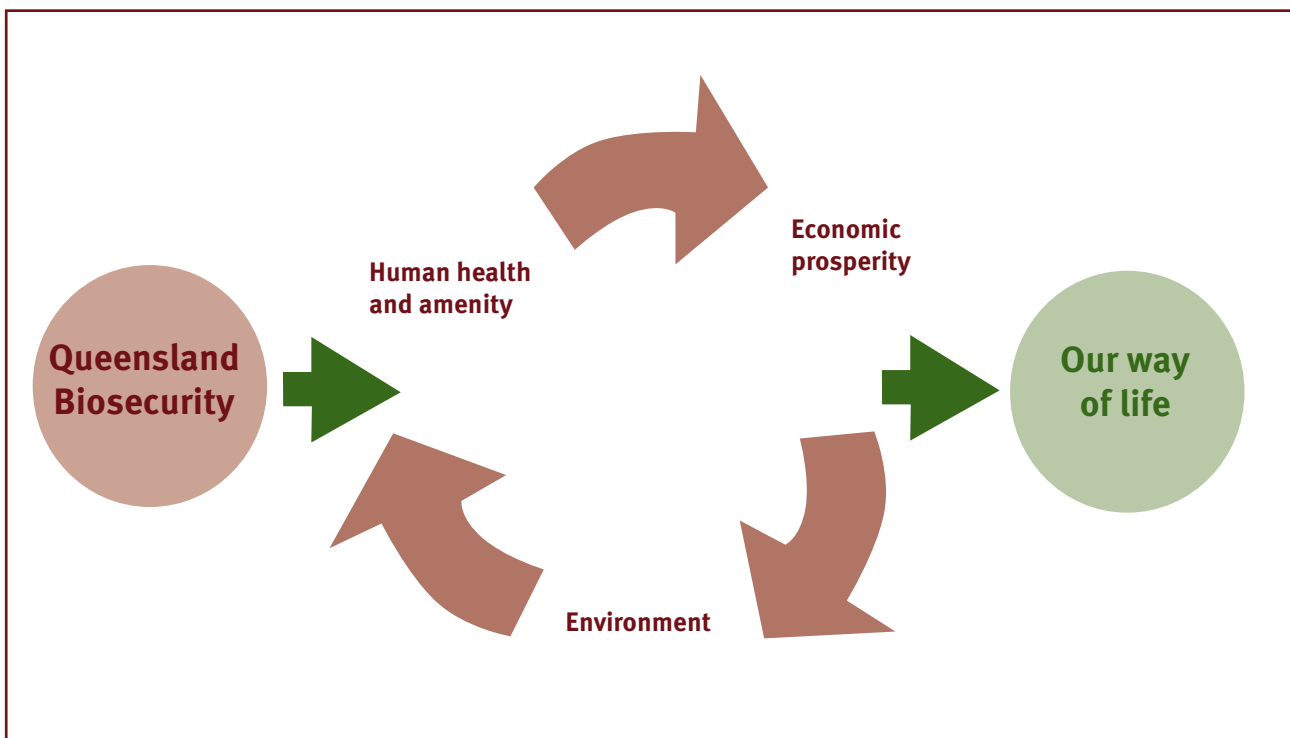 Queensland
Biosecurity
Human health
and amenity
Economic
prosperity
Environment
Our way
of life